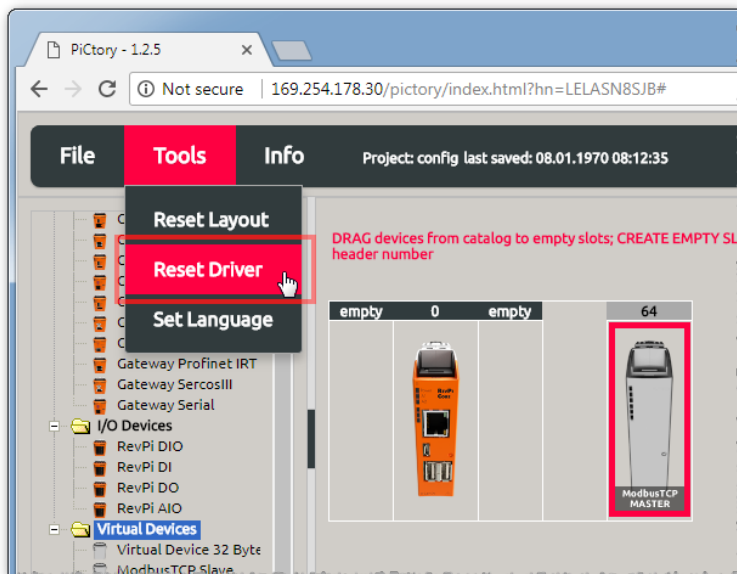 PiCtory - 1.2.5
Not secure | 169.254.178.30/pictory/index.html?hn=LELASN8SJB#
File Tools Info Project: config last saved: 08.01.1970 08:12:35
Reset Layout
Reset Driver
Set Language
DRAG devices from catalog to empty slots; CREATE EMPTY SL
header number
empty 0 empty 64
RevPi
Core
ModbusTCP
MASTER
Gateway Profinet IRT
Gateway SercosIII
Gateway Serial
I/O Devices
RevPi DIO
RevPi DI
RevPi DO
RevPi AIO
Virtual Devices
Virtual Device 32 Byte
ModbusTCP Slave